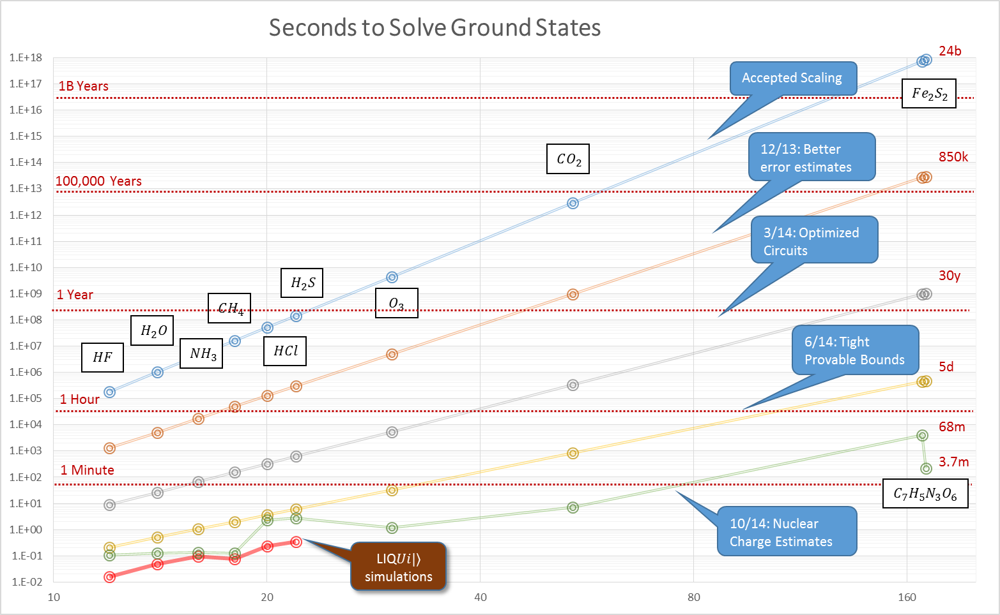 Seconds to Solve Ground States
1.E+18
1.E+17
1.E+16
1.E+15
1.E+14
1.E+13
1.E+12
1.E+11
1.E+10
1.E+09
1.E+08
1.E+07
1.E+06
1.E+05
1.E+04
1.E+03
1.E+02
1.E+01
1.E+00
1.E-01
1.E-02
1B Years
100,000 Years
1 Year
1 Hour
1 Minute
HF
H₂O
NH₃
CH₄
HCl
H₂S
O₃
CO₂
Fe₂S₂
C₇H₅N₃O₆
Accepted Scaling
12/13: Better
error estimates
3/14: Optimized
Circuits
6/14: Tight
Provable Bounds
10/14: Nuclear
Charge Estimates
LIQUi|⟩
simulations
24b
850k
30y
5d
68m
3.7m
10
20
40
80
160